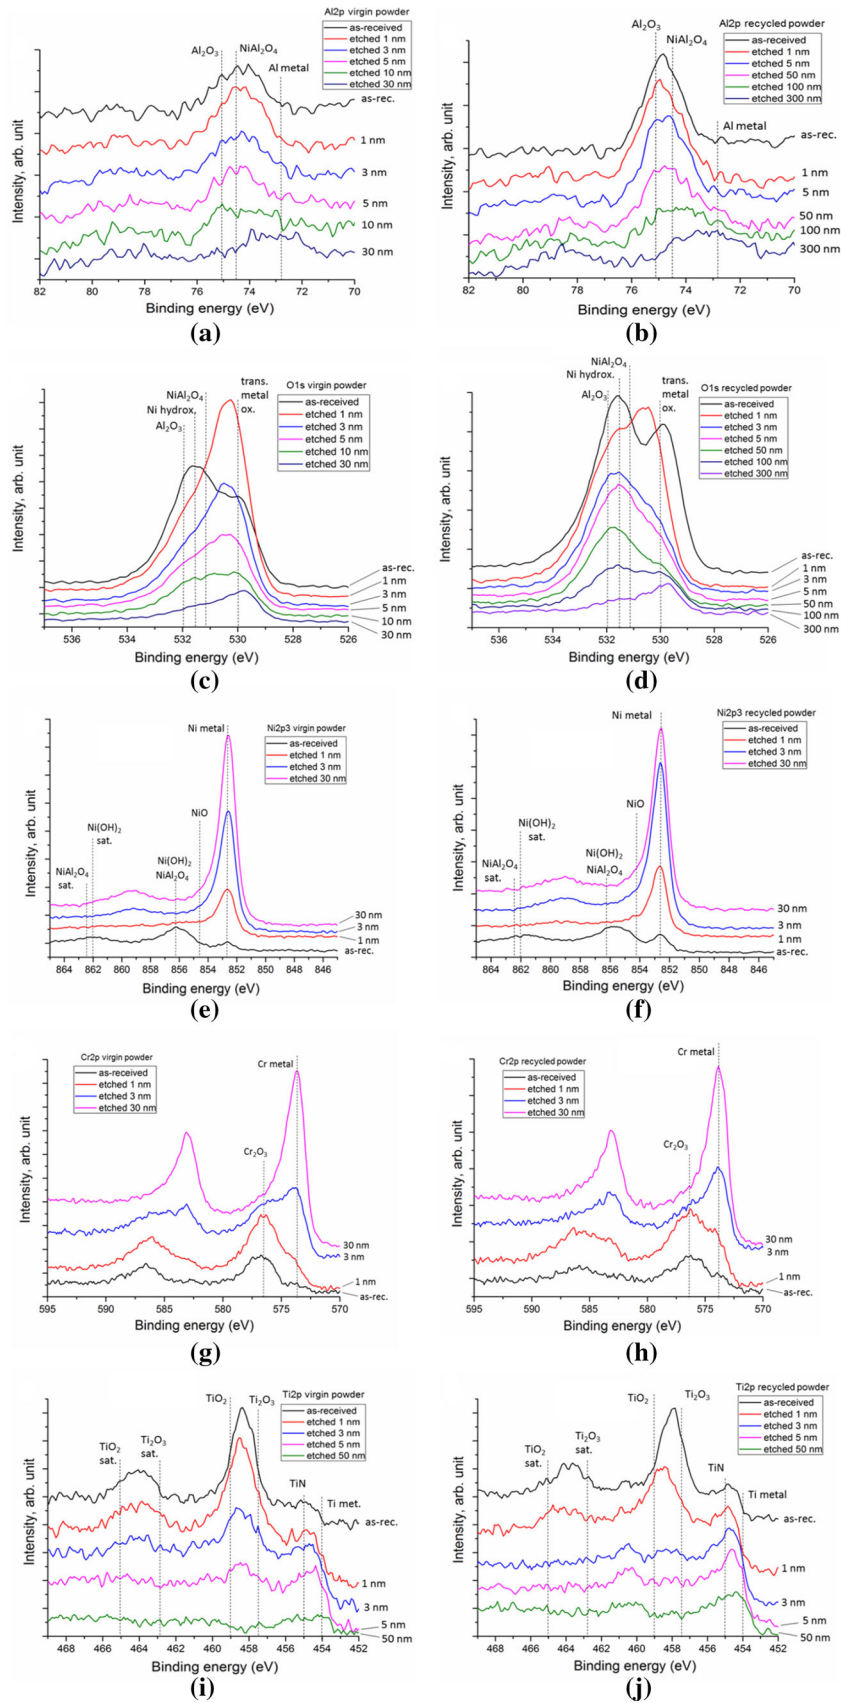 Al2p virgin powder
as-received
etched 1 nm
etched 3 nm
etched 5 nm
etched 10 nm
etched 30 nm
Al₂O₃
NiAl₂O₄
Al metal
as-rec.
1 nm
3 nm
5 nm
10 nm
30 nm
Intensity, arb. unit
82 80 78 76 74 72 70
Binding energy (eV)
(a)
Al2p recycled powder
as-received
etched 1 nm
etched 5 nm
etched 50 nm
etched 100 nm
etched 300 nm
Al₂O₃
NiAl₂O₄
Al metal
as-rec.
1 nm
5 nm
50 nm
100 nm
300 nm
Intensity, arb. unit
82 80 78 76 74 72 70
Binding energy (eV)
(b)
O1s virgin powder
as-received
etched 1 nm
etched 3 nm
etched 5 nm
etched 10 nm
etched 30 nm
NiAl₂O₄
Ni hydrox.
Al₂O₃
trans.
metal
ox.
as-rec.
1 nm
3 nm
5 nm
10 nm
30 nm
Intensity, arb. unit
536 534 532 530 528 526
Binding energy (eV)
(c)
O1s recycled powder
as-received
etched 1 nm
etched 3 nm
etched 5 nm
etched 50 nm
etched 100 nm
etched 300 nm
NiAl₂O₄
Ni hydrox.
Al₂O₃
trans.
metal
ox.
as-rec.
1 nm
3 nm
5 nm
50 nm
100 nm
300 nm
Intensity, arb. unit
536 534 532 530 528 526
Binding energy (eV)
(d)
Ni2p3 virgin powder
as-received
etched 1 nm
etched 3 nm
etched 30 nm
Ni metal
NiO
Ni(OH)₂
sat.
NiAl₂O₄
sat.
Ni(OH)₂
NiAl₂O₄
30 nm
3 nm
1 nm
as-rec.
Intensity, arb. unit
864 862 860 858 856 854 852 850 848 846
Binding energy (eV)
(e)
Ni2p3 recycled powder
as-received
etched 1 nm
etched 3 nm
etched 30 nm
Ni metal
NiO
Ni(OH)₂
sat.
NiAl₂O₄
sat.
Ni(OH)₂
NiAl₂O₄
30 nm
3 nm
1 nm
as-rec.
Intensity, arb. unit
864 862 860 858 856 854 852 850 848 846
Binding energy (eV)
(f)
Cr2p virgin powder
as-received
etched 1 nm
etched 3 nm
etched 30 nm
Cr metal
Cr₂O₃
30 nm
3 nm
1 nm
as-rec.
Intensity, arb. unit
595 590 585 580 575 570
Binding energy (eV)
(g)
Cr2p recycled powder
as-received
etched 1 nm
etched 3 nm
etched 30 nm
Cr metal
Cr₂O₃
30 nm
3 nm
1 nm
as-rec.
Intensity, arb. unit
595 590 585 580 575 570
Binding energy (eV)
(h)
Ti2p virgin powder
as-received
etched 1 nm
etched 3 nm
etched 5 nm
etched 50 nm
TiO₂
Ti₂O₃
TiO₂
sat.
Ti₂O₃
sat.
TiN
Ti met.
as-rec.
1 nm
3 nm
5 nm
50 nm
Intensity, arb. unit
468 466 464 462 460 458 456 454 452
Binding energy (eV)
(i)
Ti2p recycled powder
as-received
etched 1 nm
etched 3 nm
etched 5 nm
etched 50 nm
TiO₂
Ti₂O₃
TiO₂
sat.
Ti₂O₃
sat.
TiN
Ti metal
as-rec.
1 nm
3 nm
5 nm
50 nm
Intensity, arb. unit
468 466 464 462 460 458 456 454 452
Binding energy (eV)
(j)